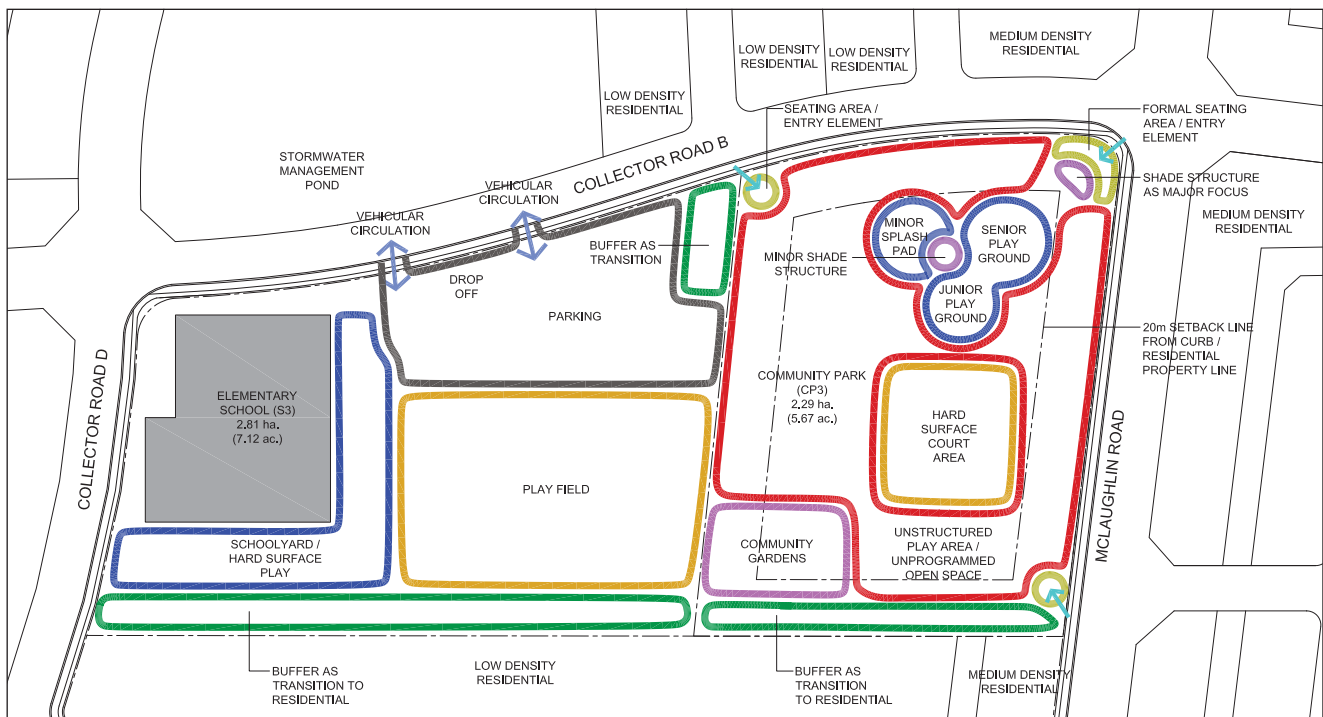 MEDIUM DENSITY
RESIDENTIAL
LOW DENSITY
RESIDENTIAL
LOW DENSITY
RESIDENTIAL
LOW DENSITY
RESIDENTIAL
SEATING AREA /
ENTRY ELEMENT
FORMAL SEATING
AREA / ENTRY
ELEMENT
STORMWATER
MANAGEMENT
POND
COLLECTOR ROAD B
SHADE STRUCTURE
AS MAJOR FOCUS
VEHICULAR
CIRCULATION
VEHICULAR
CIRCULATION
MEDIUM DENSITY
RESIDENTIAL
BUFFER AS
TRANSITION
MINOR
SPLASH
PAD
SENIOR
PLAY
GROUND
MINOR SHADE
STRUCTURE
DROP
OFF
JUNIOR
PLAY
GROUND
PARKING
20m SETBACK LINE
FROM CURB /
RESIDENTIAL
PROPERTY LINE
COMMUNITY PARK
(CP3)
2.29 ha.
(5.67 ac.)
ELEMENTARY
SCHOOL (S3)
2.81 ha.
(7.12 ac.)
HARD
SURFACE
COURT
AREA
COLLECTOR ROAD D
MCLAUGHLIN ROAD
PLAY FIELD
SCHOOLYARD /
HARD SURFACE
PLAY
COMMUNITY
GARDENS
UNSTRUCTURED
PLAY AREA /
UNPROGRAMMED
OPEN SPACE
BUFFER AS
TRANSITION TO
RESIDENTIAL
LOW DENSITY
RESIDENTIAL
BUFFER AS
TRANSITION
TO RESIDENTIAL
MEDIUM DENSITY
RESIDENTIAL